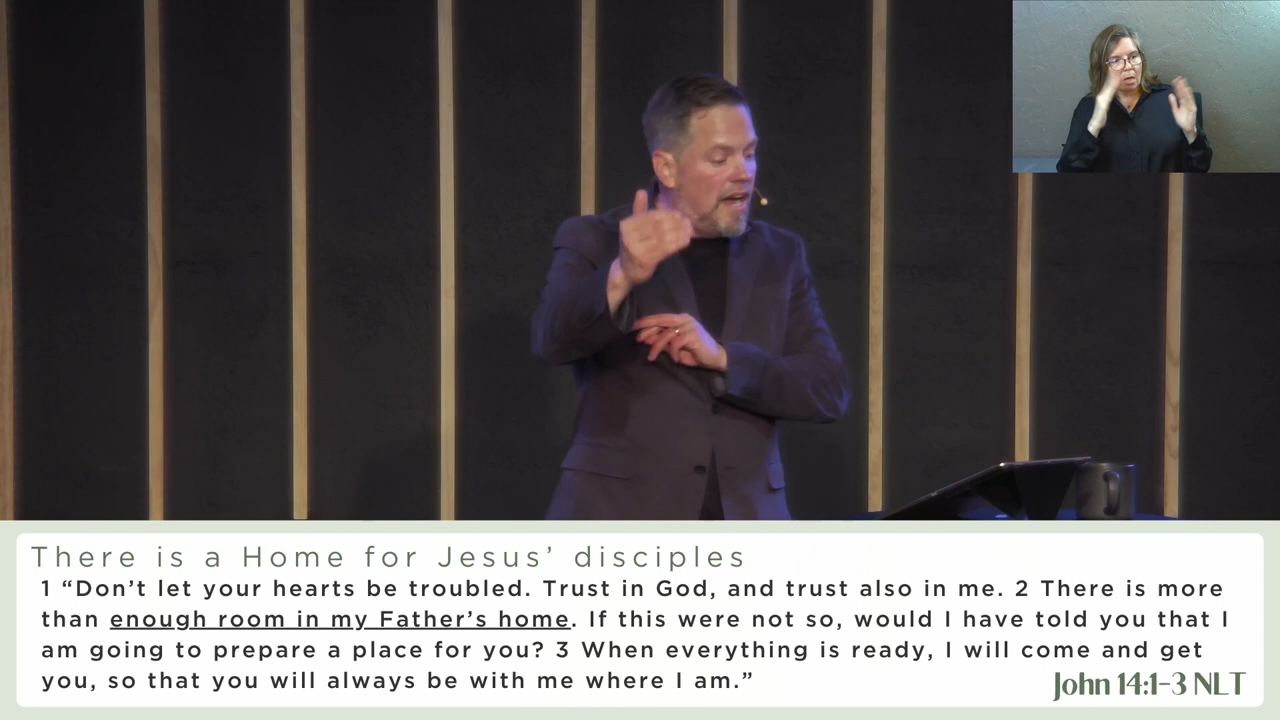 There is a Home for Jesus’ disciples
1 “Don’t let your hearts be troubled. Trust in God, and trust also in me. 2 There is more
than enough room in my Father’s home. If this were not so, would I have told you that I
am going to prepare a place for you? 3 When everything is ready, I will come and get
you, so that you will always be with me where I am.”
John 14:1-3 NLT